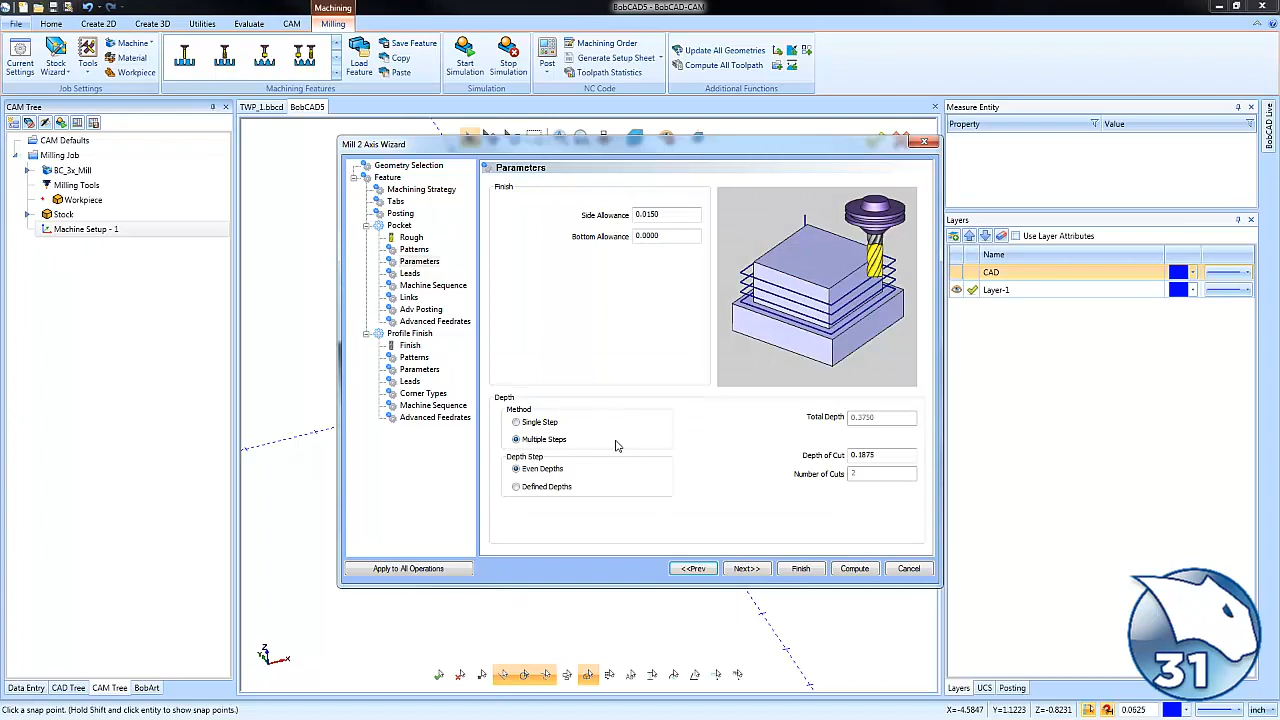 Machining
BobCAD5 - BobCAD-CAM
File Home Create 2D Create 3D Utilities Evaluate CAM Milling
Current Settings
Stock Wizard
Tools
Machine
Material
Workpiece
Job Settings
Machining Features
Load Feature
Save Feature
Copy
Paste
Start Simulation
Stop Simulation
Simulation
Post
Machining Order
Generate Setup Sheet
Toolpath Statistics
NC Code
Update All Geometries
Compute All Toolpath
Additional Functions
CAM Tree
CAM Defaults
Milling Job
BC_3x_Mill
Milling Tools
Workpiece
Stock
Machine Setup - 1
TWP_1.bbcd BobCAD5
Mill 2 Axis Wizard
Geometry Selection
Feature
Machining Strategy
Tabs
Posting
Pocket
Rough
Patterns
Parameters
Leads
Machine Sequence
Links
Adv Posting
Advanced Feedrates
Profile Finish
Finish
Patterns
Parameters
Leads
Corner Types
Machine Sequence
Advanced Feedrates
Apply to All Operations
Parameters
Finish
Side Allowance 0.0150
Bottom Allowance 0.0000
Depth
Method
Single Step
Multiple Steps
Depth Step
Even Depths
Defined Depths
Total Depth 0.3750
Depth of Cut 0.1875
Number of Cuts 2
<<Prev Next>> Finish Compute Cancel
Measure Entity
Property Value
Layers
Use Layer Attributes
Name
CAD
Layer-1
BobCAD Live
31
Z
X
Data Entry CAD Tree CAM Tree BobArt
Layers UCS Posting
Click a snap point. (Hold Shift and click entity to show snap points.)
X=-4.5847 Y=1.1223 Z=-0.8231 0.0625 inch